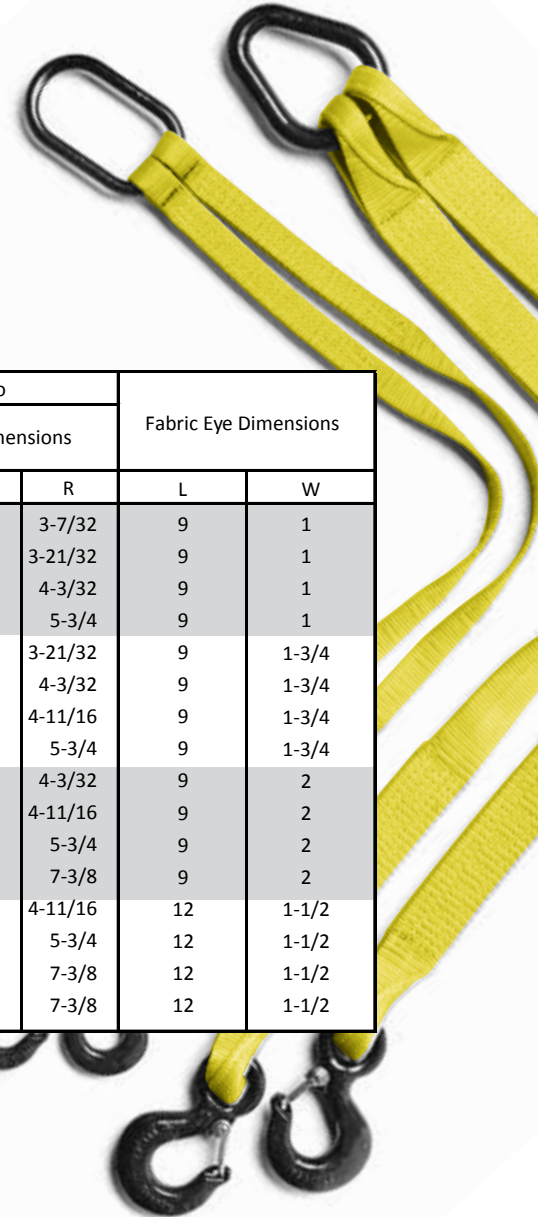 Fabric Eye Dimensions
R L W
3-7/32 9 1
3-21/32 9 1
4-3/32 9 1
5-3/4 9 1
3-21/32 9 1-3/4
4-3/32 9 1-3/4
4-11/16 9 1-3/4
5-3/4 9 1-3/4
4-3/32 9 2
4-11/16 9 2
5-3/4 9 2
7-3/8 9 2
4-11/16 12 1-1/2
5-3/4 12 1-1/2
7-3/8 12 1-1/2
7-3/8 12 1-1/2